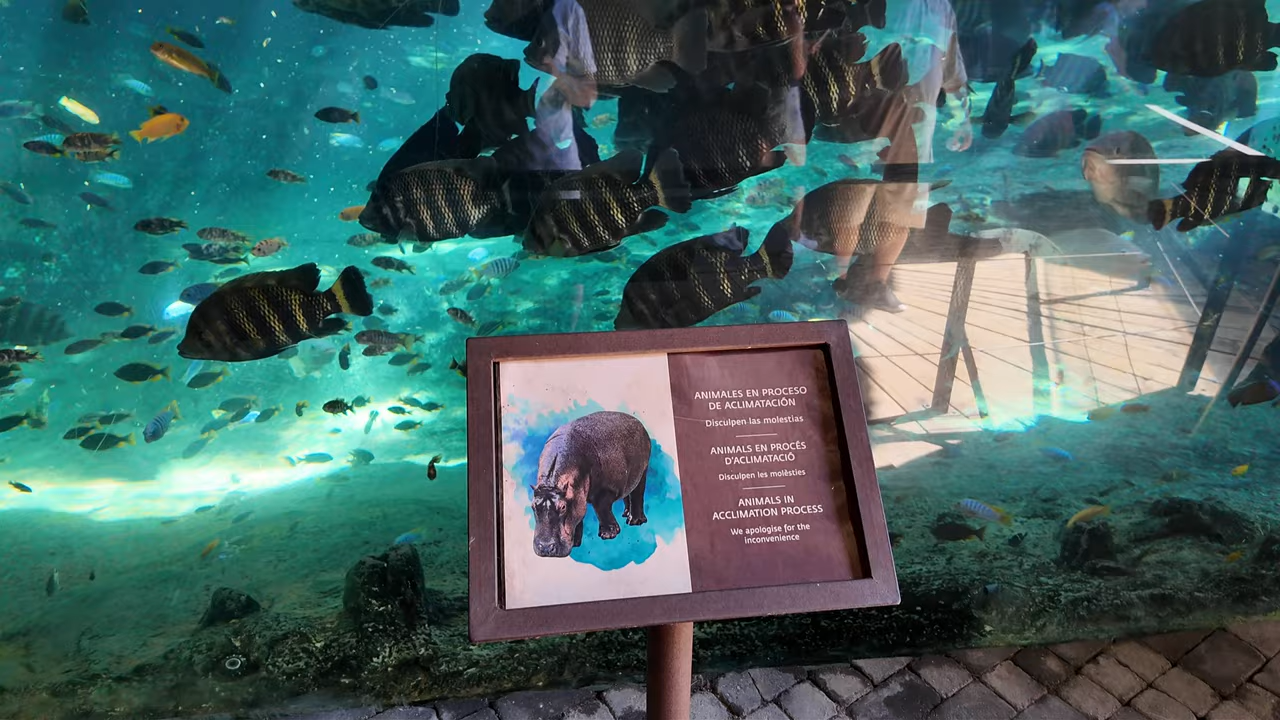 ANIMALES EN PROCESO
DE ACLIMATACIÓN
Disculpen las molestias
ANIMALS EN PROCÉS
D'ACLIMATACIÓ
Disculpen les molèsties
ANIMALS IN
ACCLIMATION PROCESS
We apologise for the
inconvenience